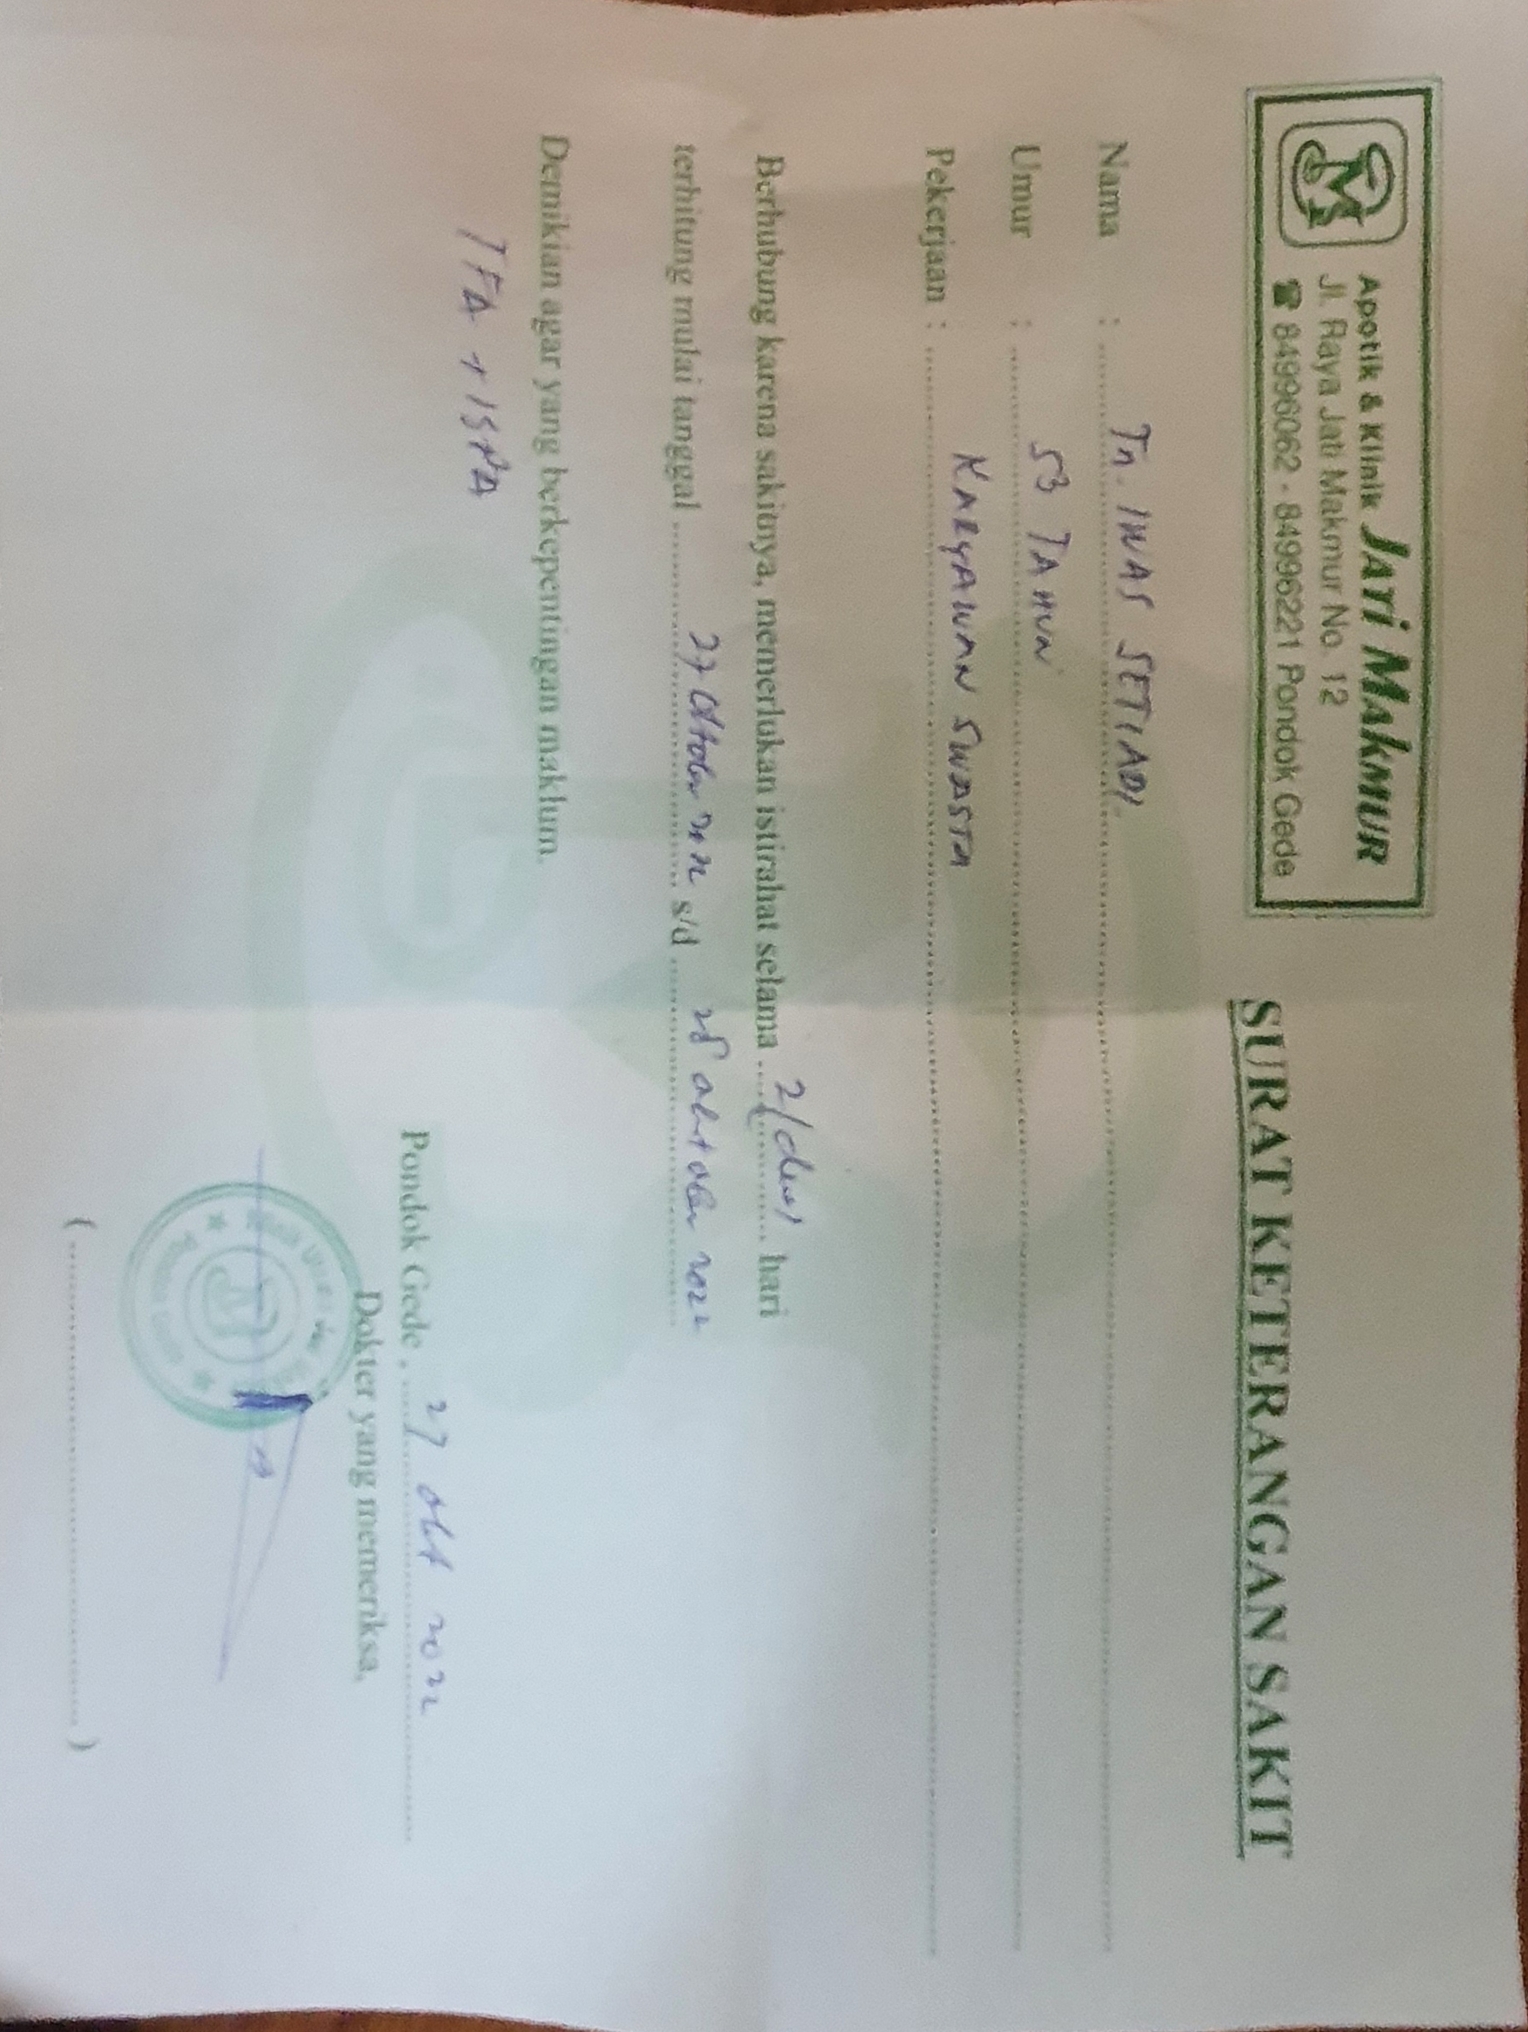 Apotik & Klinik JATI MAKMUR
Jl. Raya Jati Makmur No. 12
☎ 84996062 - 84996221 Pondok Gede
SURAT KETERANGAN SAKIT
Nama : Tn. IWAS SETIADI.
Umur : 53 TAHUN
Pekerjaan : KARYAWAN SWASTA
Berhubung karena sakitnya, memerlukan istirahat selama 2/dua/ hari
terhitung mulai tanggal 27 Oktober 2022 s/d 28 oktober 2022
Demikian agar yang berkepentingan maklum.
TFA + ISPA
Pondok Gede, 27 okt 2022
Dokter yang memeriksa,
( )